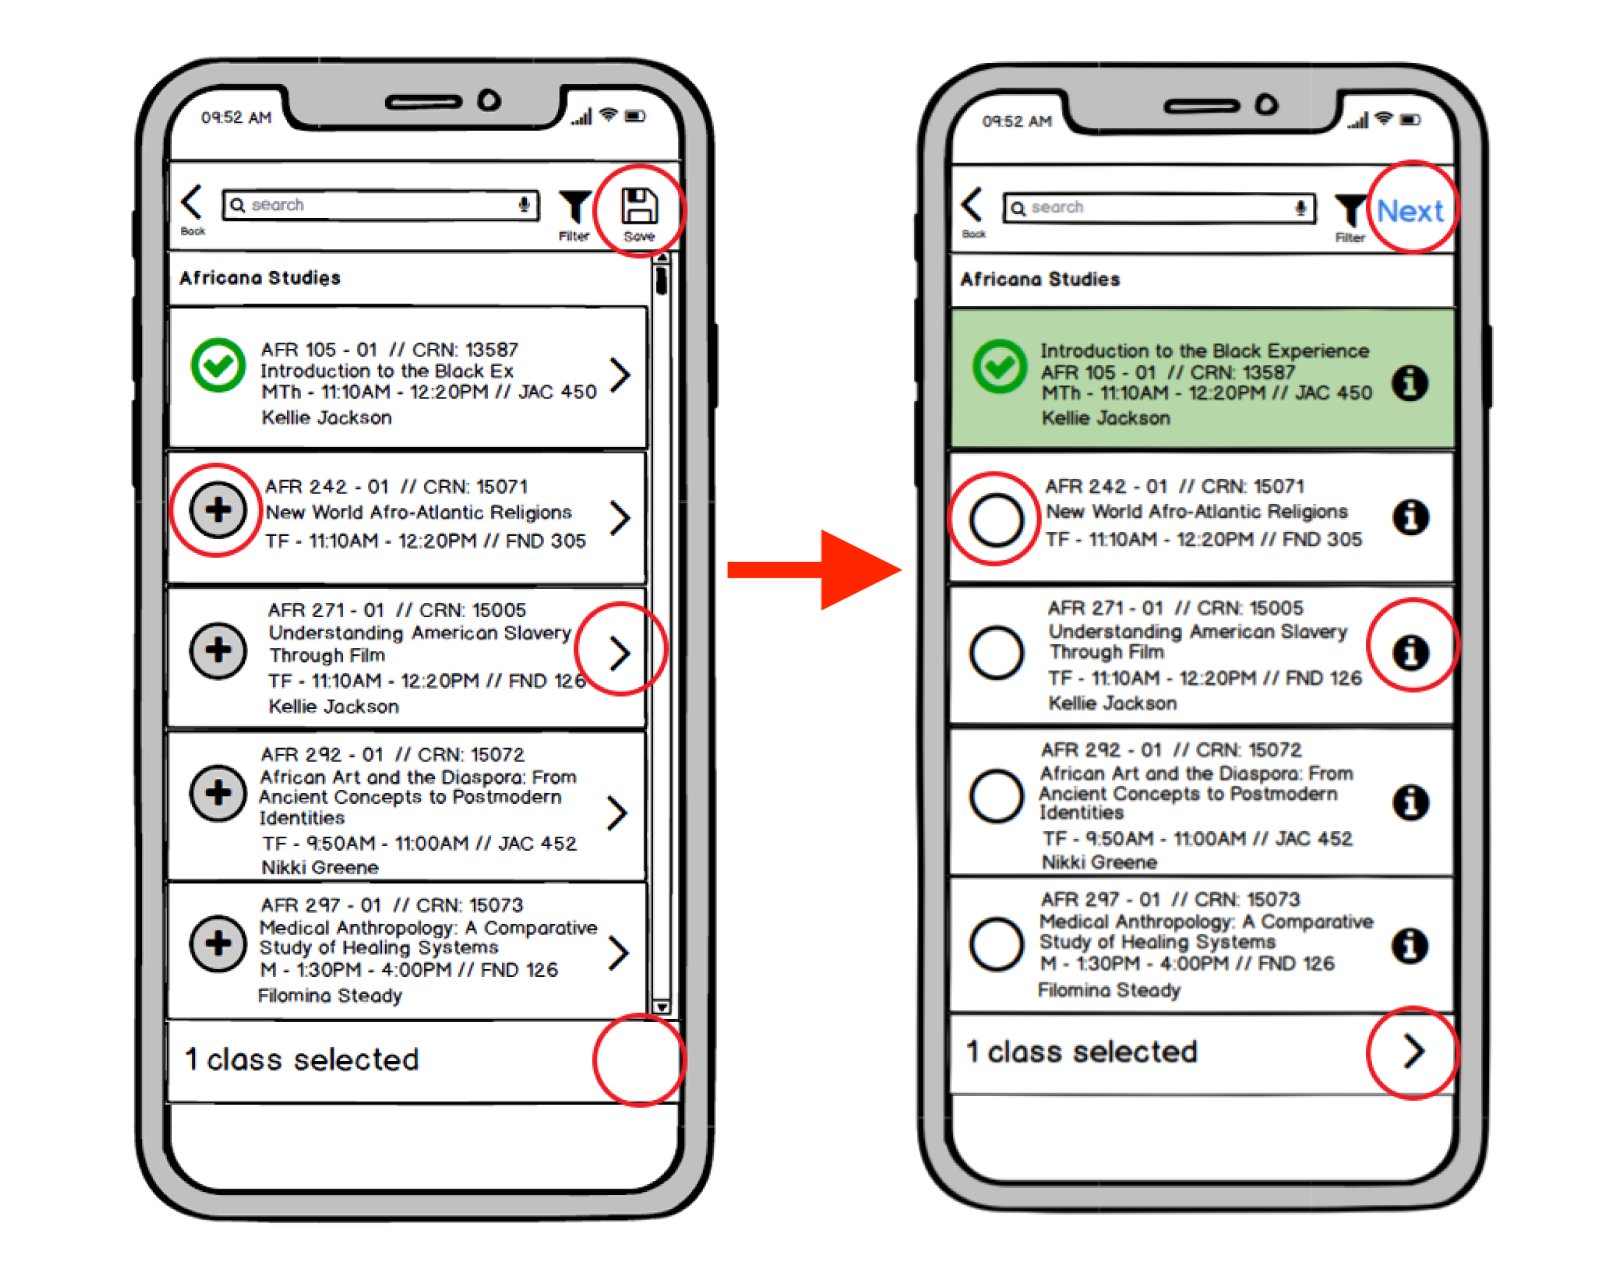 09:52 AM
search
Back
Filter
Save
Africana Studies
AFR 105 - 01 // CRN: 13587
Introduction to the Black Ex
MTh - 11:10AM - 12:20PM // JAC 450
Kellie Jackson
AFR 242 - 01 // CRN: 15071
New World Afro-Atlantic Religions
TF - 11:10AM - 12:20PM // FND 305
AFR 271 - 01 // CRN: 15005
Understanding American Slavery
Through Film
TF - 11:10AM - 12:20PM // FND 126
Kellie Jackson
AFR 292 - 01 // CRN: 15072
African Art and the Diaspora: From
Ancient Concepts to Postmodern
Identities
TF - 9:50AM - 11:00AM // JAC 452
Nikki Greene
AFR 297 - 01 // CRN: 15073
Medical Anthropology: A Comparative
Study of Healing Systems
M - 1:30PM - 4:00PM // FND 126
Filomina Steady
1 class selected
09:52 AM
search
Back
Filter
Next
Africana Studies
Introduction to the Black Experience
AFR 105 - 01 // CRN: 13587
MTh - 11:10AM - 12:20PM // JAC 450
Kellie Jackson
AFR 242 - 01 // CRN: 15071
New World Afro-Atlantic Religions
TF - 11:10AM - 12:20PM // FND 305
AFR 271 - 01 // CRN: 15005
Understanding American Slavery
Through Film
TF - 11:10AM - 12:20PM // FND 126
Kellie Jackson
AFR 292 - 01 // CRN: 15072
African Art and the Diaspora: From
Ancient Concepts to Postmodern
Identities
TF - 9:50AM - 11:00AM // JAC 452
Nikki Greene
AFR 297 - 01 // CRN: 15073
Medical Anthropology: A Comparative
Study of Healing Systems
M - 1:30PM - 4:00PM // FND 126
Filomina Steady
1 class selected